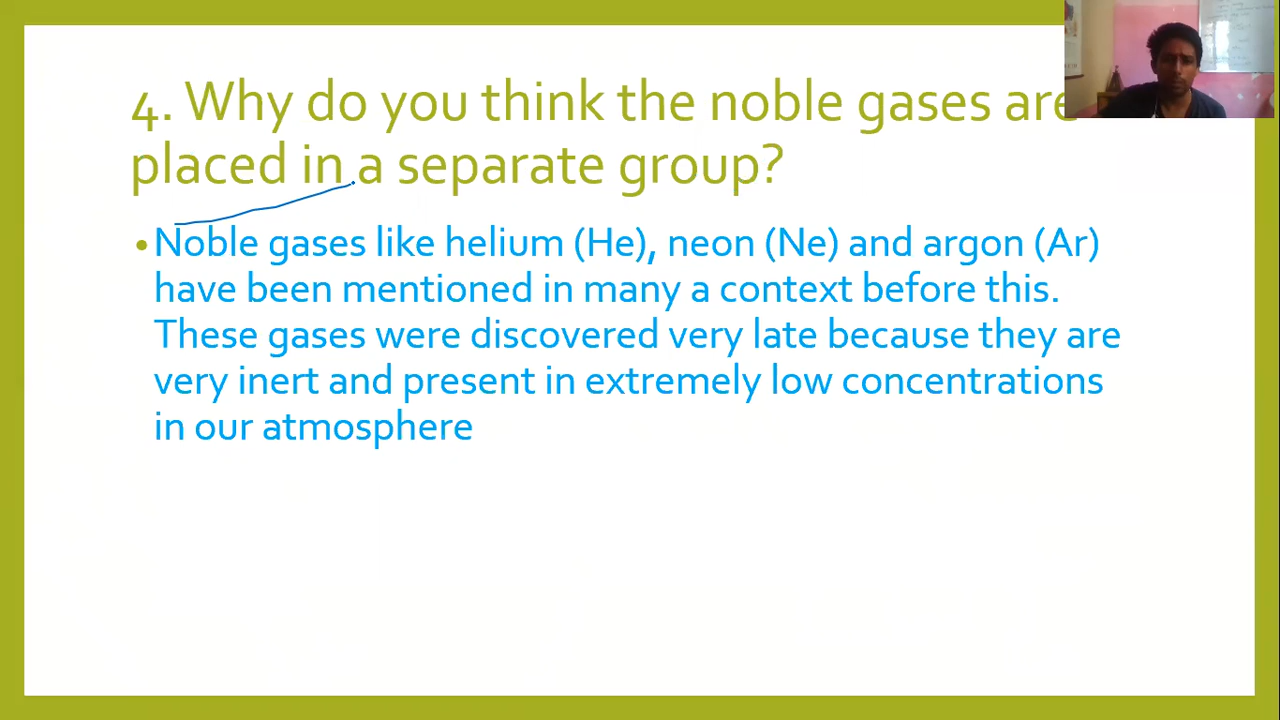 4. Why do you think the noble gases are
placed in a separate group?
•Noble gases like helium (He), neon (Ne) and argon (Ar)
have been mentioned in many a context before this.
These gases were discovered very late because they are
very inert and present in extremely low concentrations
in our atmosphere